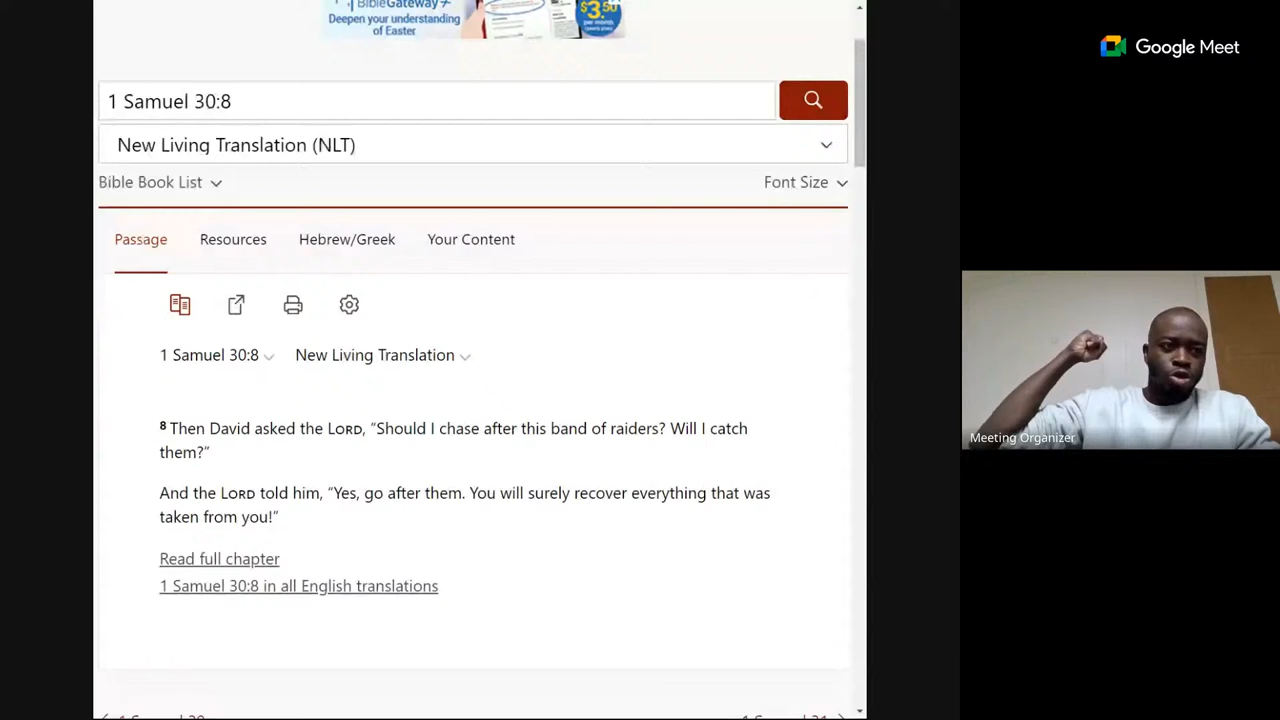 BibleGateway+
Deepen your understanding
of Easter
$3.50
per month
Google Meet
1 Samuel 30:8
New Living Translation (NLT)
Bible Book List
Font Size
Passage
Resources
Hebrew/Greek
Your Content
1 Samuel 30:8
New Living Translation
8 Then David asked the LORD, “Should I chase after this band of raiders? Will I catch
them?”
And the LORD told him, “Yes, go after them. You will surely recover everything that was
taken from you!”
Read full chapter
1 Samuel 30:8 in all English translations
Meeting Organizer